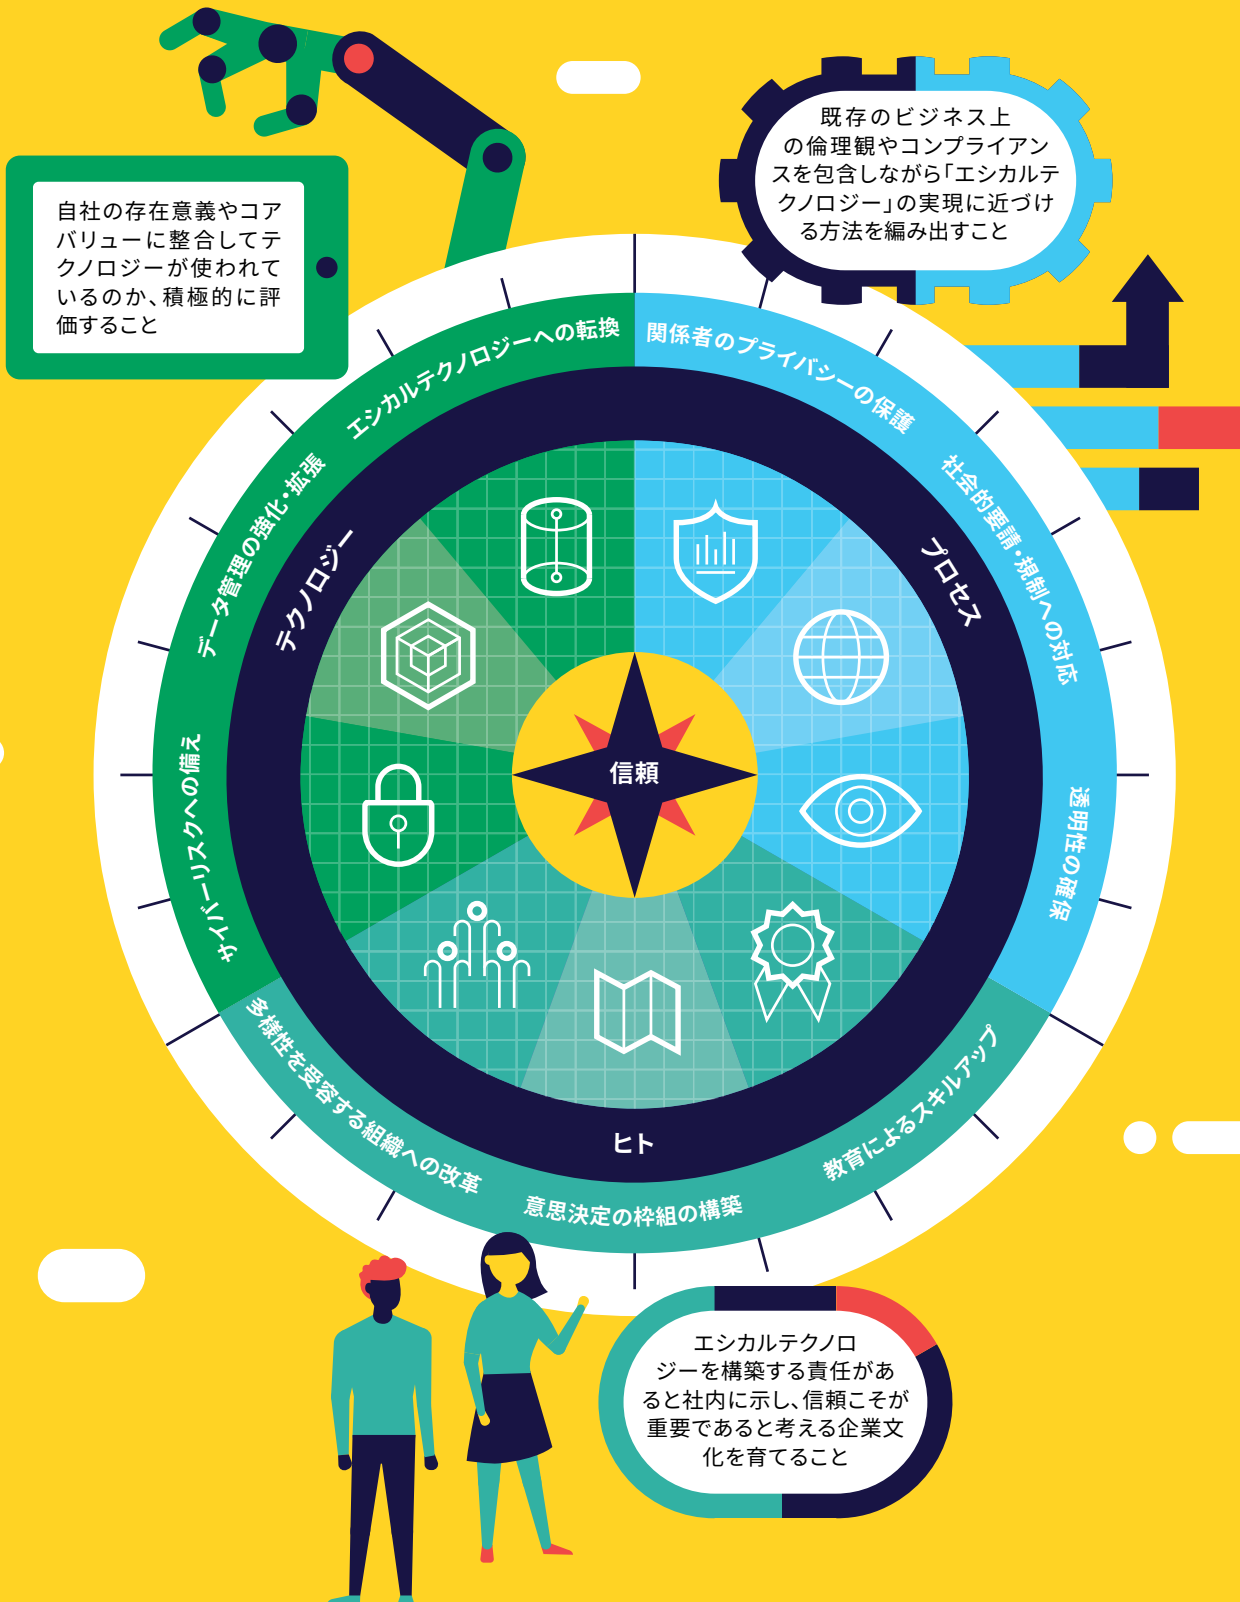 既存のビジネス上
の倫理観やコンプライアン
スを包含しながら「エシカルテ
クノロジー」の実現に近づけ
る方法を編み出すこと
自社の存在意義やコア
バリューに整合してテ
クノロジーが使われて
いるのか、積極的に評
価すること
エシカルテクノロジーへの転換
関係者のプライバシーの保護
データ管理の強化・拡張
社会的要請・規制への対応
テクノロジー
プロセス
サイバーリスクへの備え
信頼
透明性の確保
多様性を受容する組織への改革
ヒト
教育によるスキルアップ
意思決定の枠組の構築
エシカルテクノロ
ジーを構築する責任があ
ると社内に示し、信頼こそが
重要であると考える企業文
化を育てること